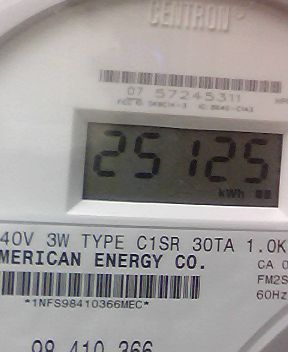 CENTRON
07 57245311
25125
kWh
40V 3W TYPE C1SR 30TA 1.0K
MERICAN ENERGY CO.
CA 0
FM2S
60Hz
*1NFS98410366MEC*
98 410 366